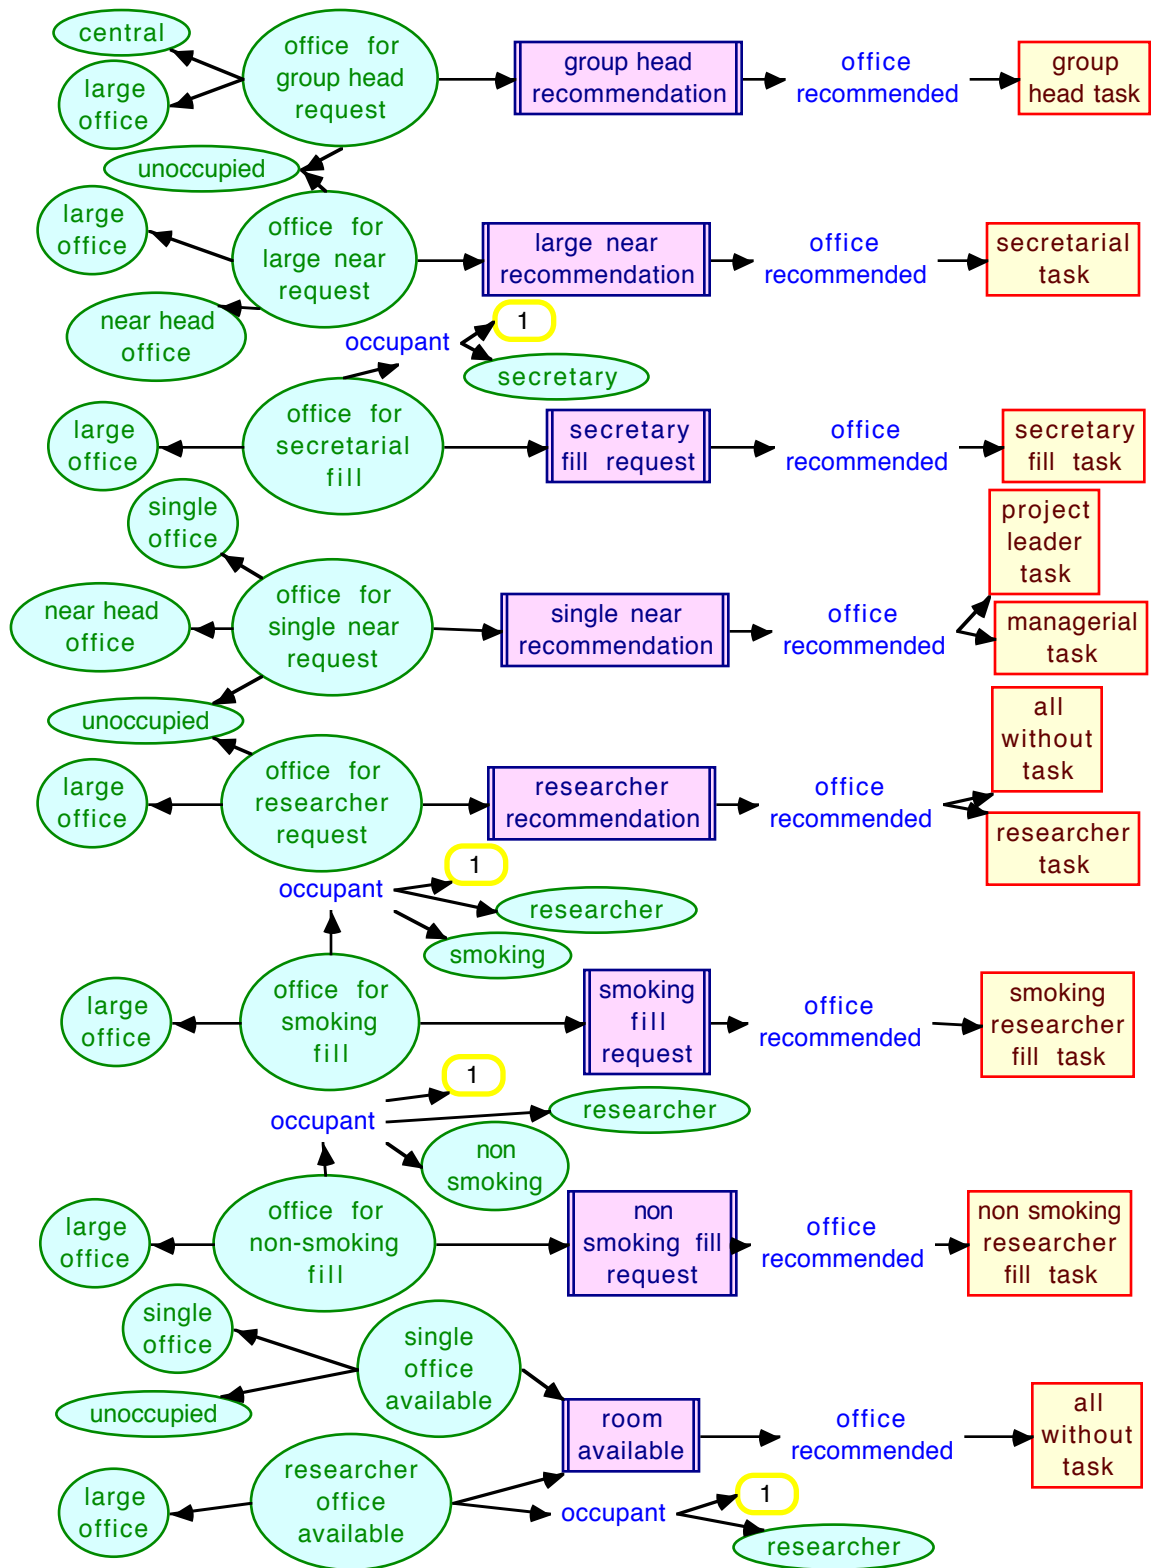 central
large
office
office for
group head
request
group head
recommendation
office
recommended
group
head task
unoccupied
large
office
office for
large near
request
near head
office
large near
recommendation
office
recommended
secretarial
task
occupant
1
secretary
large
office
office for
secretarial
fill
secretary
fill request
office
recommended
secretary
fill task
single
office
near head
office
office for
single near
request
single near
recommendation
office
recommended
project
leader
task
managerial
task
unoccupied
large
office
office for
researcher
request
researcher
recommendation
office
recommended
all
without
task
researcher
task
occupant
1
researcher
smoking
large
office
office for
smoking
fill
smoking
fill
request
office
recommended
smoking
researcher
fill task
occupant
1
researcher
non
smoking
large
office
office for
non-smoking
fill
non
smoking fill
request
office
recommended
non smoking
researcher
fill task
single
office
unoccupied
single
office
available
room
available
office
recommended
all
without
task
large
office
researcher
office
available
occupant
1
researcher